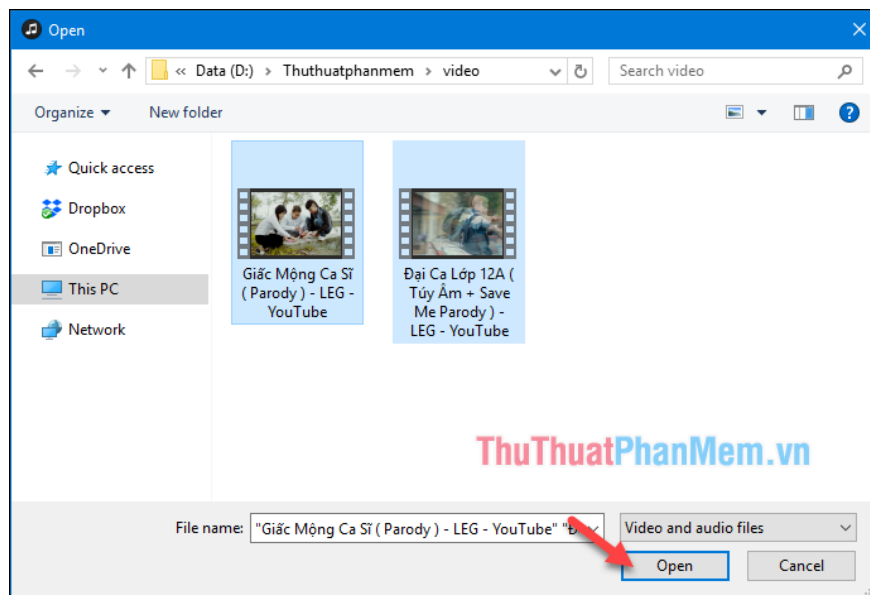 Open
« Data (D:) › Thuthuatphanmem › video
Search video
Organize
New folder
Quick access
Dropbox
OneDrive
This PC
Network
Giấc Mộng Ca Sĩ
( Parody ) - LEG -
YouTube
Đại Ca Lớp 12A (
Túy Âm + Save
Me Parody ) -
LEG - YouTube
ThuThuatPhanMem.vn
File name:
"Giấc Mộng Ca Sĩ ( Parody ) - LEG - YouTube"
Video and audio files
Open
Cancel